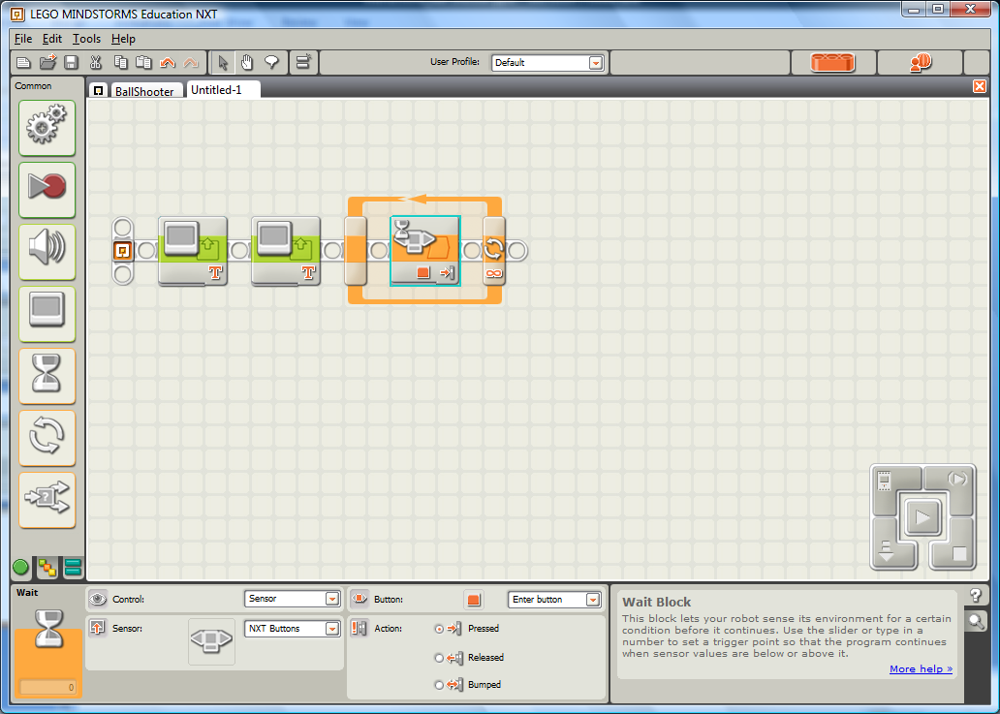 LEGO MINDSTORMS Education NXT
File Edit Tools Help
User Profile: Default
Common
BallShooter Untitled-1
T T
Wait
Control: Sensor
Sensor: NXT Buttons
0
Button: Enter button
Action: Pressed
Released
Bumped
Wait Block
This block lets your robot sense its environment for a certain
condition before it continues. Use the slider or type in a
number to set a trigger point so that the program continues
when sensor values are below or above it.
More help »